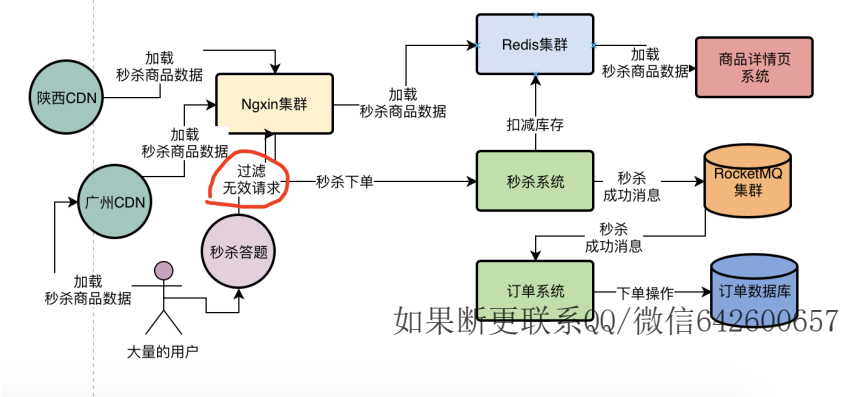 加载
秒杀商品数据
陕西CDN
Ngxin集群
加载
秒杀商品数据
Redis集群
加载
秒杀商品数据
商品详情页
系统
加载
秒杀商品数据
广州CDN
过滤
无效请求
秒杀下单
扣减库存
秒杀系统
秒杀
成功消息
RocketMQ
集群
秒杀答题
秒杀
成功消息
加载
秒杀商品数据
订单系统
下单操作
订单数据库
如果断更联系QQ/微信642600657
大量的用户